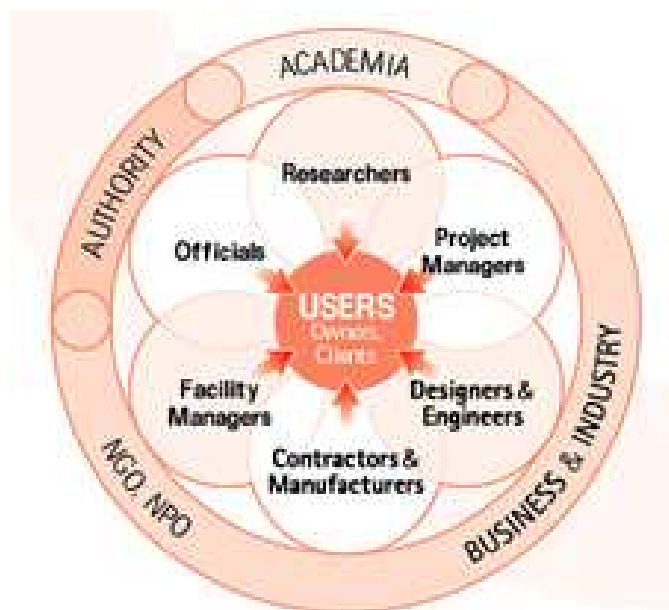 ACADEMIA
AUTHORITY
Researchers
Officials
Project
Managers
USERS
Owners,
Clients
Facility
Managers
Designers &
Engineers
Contractors &
Manufacturers
NGO, NPO
BUSINESS & INDUSTRY